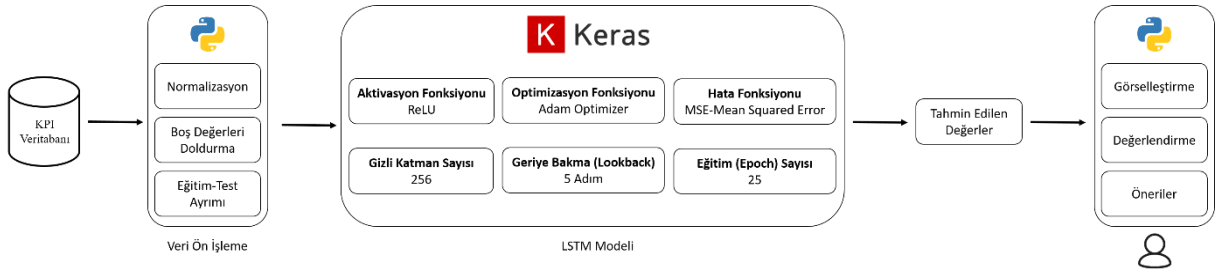 KPI
Veritabanı
Normalizasyon
Boş Değerleri
Doldurma
Eğitim-Test
Ayrımı
Veri Ön İşleme
K Keras
Aktivasyon Fonksiyonu
ReLU
Optimizasyon Fonksiyonu
Adam Optimizer
Hata Fonksiyonu
MSE-Mean Squared Error
Gizli Katman Sayısı
256
Geriye Bakma (Lookback)
5 Adım
Eğitim (Epoch) Sayısı
25
LSTM Modeli
Tahmin Edilen
Değerler
Görselleştirme
Değerlendirme
Öneriler